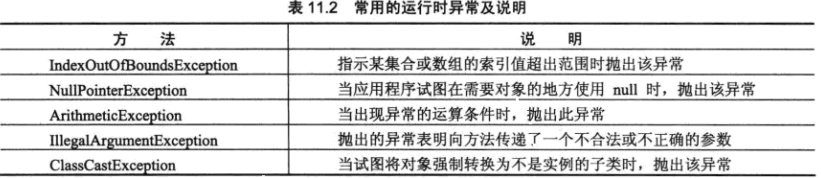 表 11.2 常用的运行时异常及说明
方 法 说 明
IndexOutOfBoundsException 指示某集合或数组的索引值超出范围时抛出该异常
NullPointerException 当应用程序试图在需要对象的地方使用 null 时，抛出该异常
ArithmeticException 当出现异常的运算条件时，抛出此异常
IllegalArgumentException 抛出的异常表明向方法传递了一个不合法或不正确的参数
ClassCastException 当试图将对象强制转换为不是实例的子类时，抛出该异常